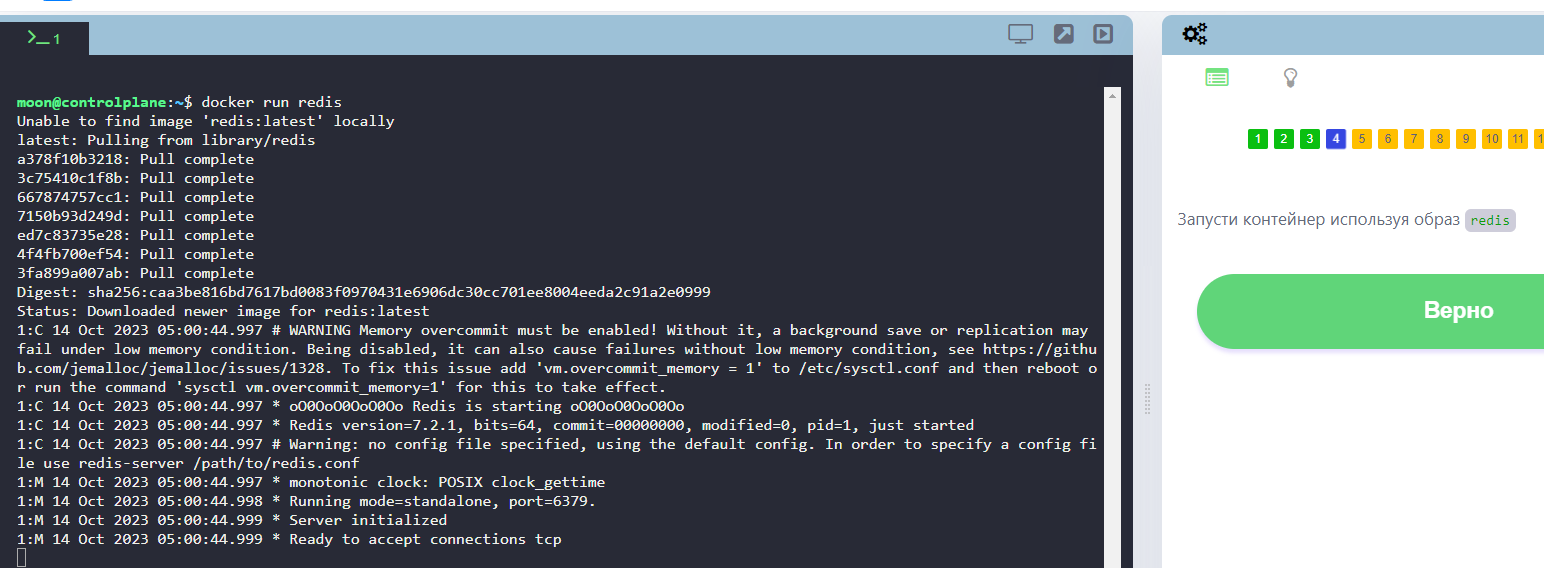 1
moon@controlplane:~$ docker run redis
Unable to find image 'redis:latest' locally
latest: Pulling from library/redis
a378f10b3218: Pull complete
3c75410c1f8b: Pull complete
667874757cc1: Pull complete
7150b93d249d: Pull complete
ed7c83735e28: Pull complete
4f4fb700ef54: Pull complete
3fa899a007ab: Pull complete
Digest: sha256:caa3be816bd7617bd0083f0970431e6906dc30cc701ee8004eeda2c91a2e0999
Status: Downloaded newer image for redis:latest
1:C 14 Oct 2023 05:00:44.997 # WARNING Memory overcommit must be enabled! Without it, a background save or replication may
fail under low memory condition. Being disabled, it can also cause failures without low memory condition, see https://githu
b.com/jemalloc/jemalloc/issues/1328. To fix this issue add 'vm.overcommit_memory = 1' to /etc/sysctl.conf and then reboot o
r run the command 'sysctl vm.overcommit_memory=1' for this to take effect.
1:C 14 Oct 2023 05:00:44.997 * oO0OoO0OoO0Oo Redis is starting oO0OoO0OoO0Oo
1:C 14 Oct 2023 05:00:44.997 * Redis version=7.2.1, bits=64, commit=00000000, modified=0, pid=1, just started
1:C 14 Oct 2023 05:00:44.997 # Warning: no config file specified, using the default config. In order to specify a config fi
le use redis-server /path/to/redis.conf
1:M 14 Oct 2023 05:00:44.997 * monotonic clock: POSIX clock_gettime
1:M 14 Oct 2023 05:00:44.998 * Running mode=standalone, port=6379.
1:M 14 Oct 2023 05:00:44.999 * Server initialized
1:M 14 Oct 2023 05:00:44.999 * Ready to accept connections tcp
1 2 3 4 5 6 7 8 9 10 11
Запусти контейнер используя образ redis
Верно